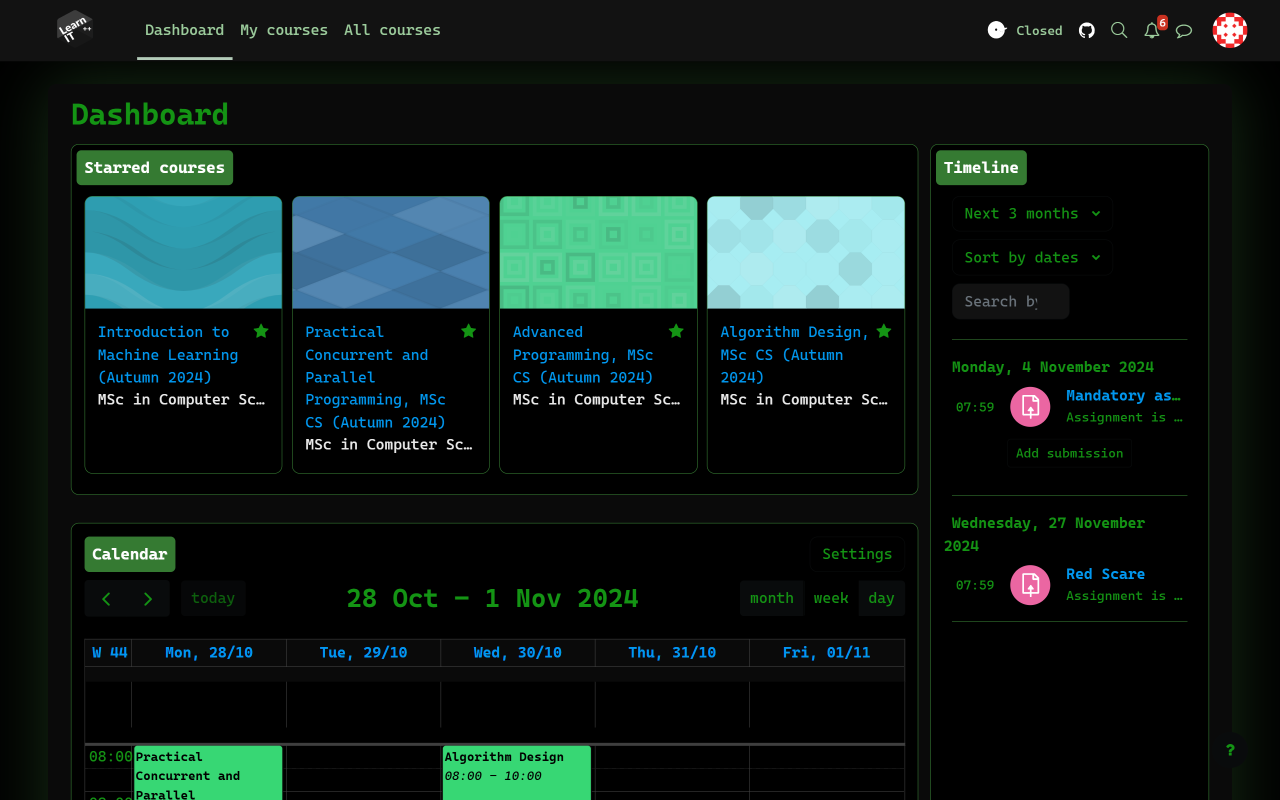 Learn
IT ++
Dashboard My courses All courses
Closed
6
Dashboard
Starred courses
Introduction to
Machine Learning
(Autumn 2024)
MSc in Computer Sc…
Practical
Concurrent and
Parallel
Programming, MSc
CS (Autumn 2024)
MSc in Computer Sc…
Advanced
Programming, MSc
CS (Autumn 2024)
MSc in Computer Sc…
Algorithm Design,
MSc CS (Autumn
2024)
MSc in Computer Sc…
Timeline
Next 3 months
Sort by dates
Search by
Monday, 4 November 2024
07:59
Mandatory as…
Assignment is …
Add submission
Wednesday, 27 November
2024
07:59
Red Scare
Assignment is …
Calendar
Settings
today
28 Oct – 1 Nov 2024
month week day
W 44 Mon, 28/10 Tue, 29/10 Wed, 30/10 Thu, 31/10 Fri, 01/11
08:00
Practical
Concurrent and
Parallel
Algorithm Design
08:00 - 10:00
?